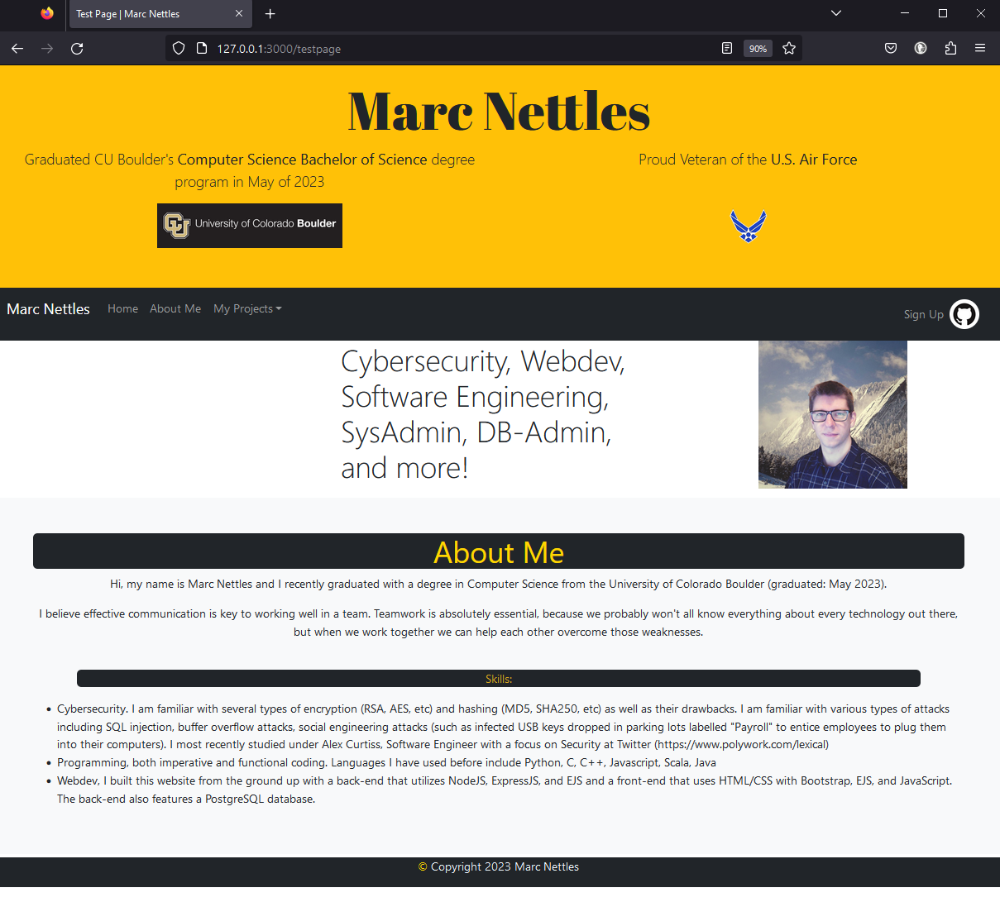 Test Page | Marc Nettles
127.0.0.1:3000/testpage
90%
Marc Nettles
Graduated CU Boulder's Computer Science Bachelor of Science degree
program in May of 2023
Proud Veteran of the U.S. Air Force
CU University of Colorado Boulder
Marc Nettles Home About Me My Projects
Sign Up
Cybersecurity, Webdev,
Software Engineering,
SysAdmin, DB-Admin,
and more!
About Me
Hi, my name is Marc Nettles and I recently graduated with a degree in Computer Science from the University of Colorado Boulder (graduated: May 2023).
I believe effective communication is key to working well in a team. Teamwork is absolutely essential, because we probably won't all know everything about every technology out there,
but when we work together we can help each other overcome those weaknesses.
Skills:
• Cybersecurity. I am familiar with several types of encryption (RSA, AES, etc) and hashing (MD5, SHA250, etc) as well as their drawbacks. I am familiar with various types of attacks
including SQL injection, buffer overflow attacks, social engineering attacks (such as infected USB keys dropped in parking lots labelled "Payroll" to entice employees to plug them
into their computers). I most recently studied under Alex Curtiss, Software Engineer with a focus on Security at Twitter (https://www.polywork.com/lexical)
• Programming, both imperative and functional coding. Languages I have used before include Python, C, C++, Javascript, Scala, Java
• Webdev, I built this website from the ground up with a back-end that utilizes NodeJS, ExpressJS, and EJS and a front-end that uses HTML/CSS with Bootstrap, EJS, and JavaScript.
The back-end also features a PostgreSQL database.
© Copyright 2023 Marc Nettles